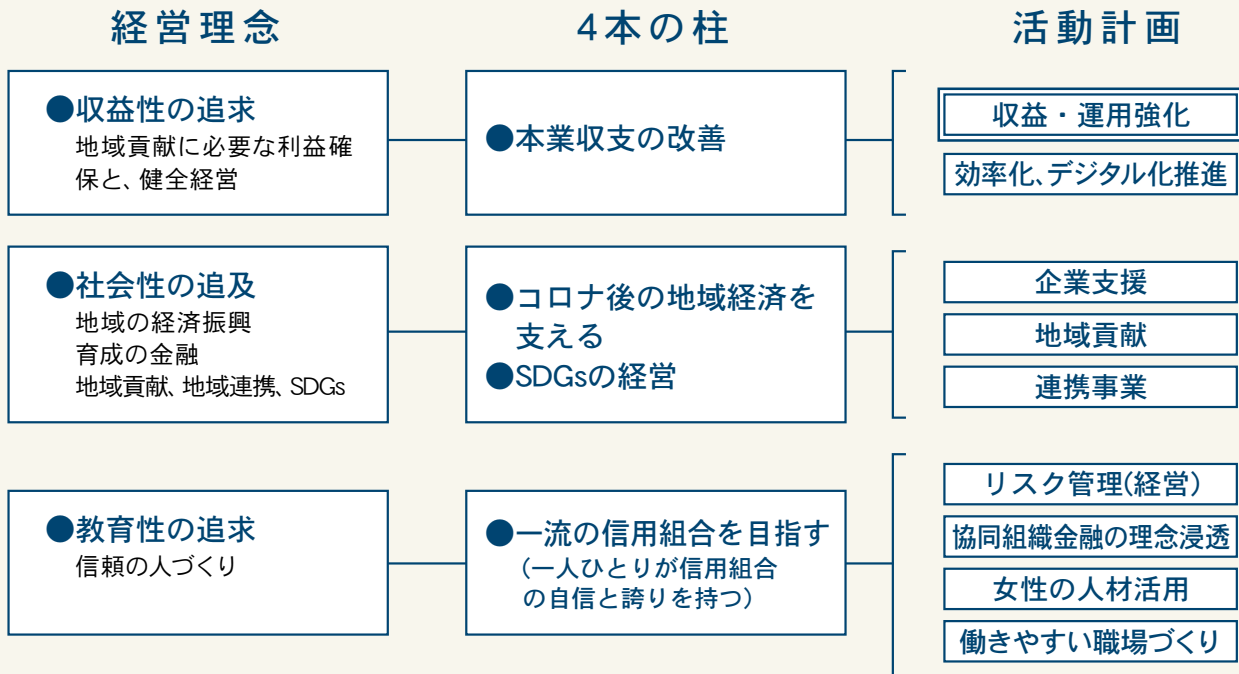 経営理念
4本の柱
活動計画
●収益性の追求
地域貢献に必要な利益確
保と、健全経営
●本業収支の改善
収益・運用強化
効率化、デジタル化推進
●社会性の追及
地域の経済振興
育成の金融
地域貢献、地域連携、SDGs
●コロナ後の地域経済を
支える
●SDGsの経営
企業支援
地域貢献
連携事業
●教育性の追求
信頼の人づくり
●一流の信用組合を目指す
(一人ひとりが信用組合
の自信と誇りを持つ)
リスク管理(経営)
協同組織金融の理念浸透
女性の人材活用
働きやすい職場づくり